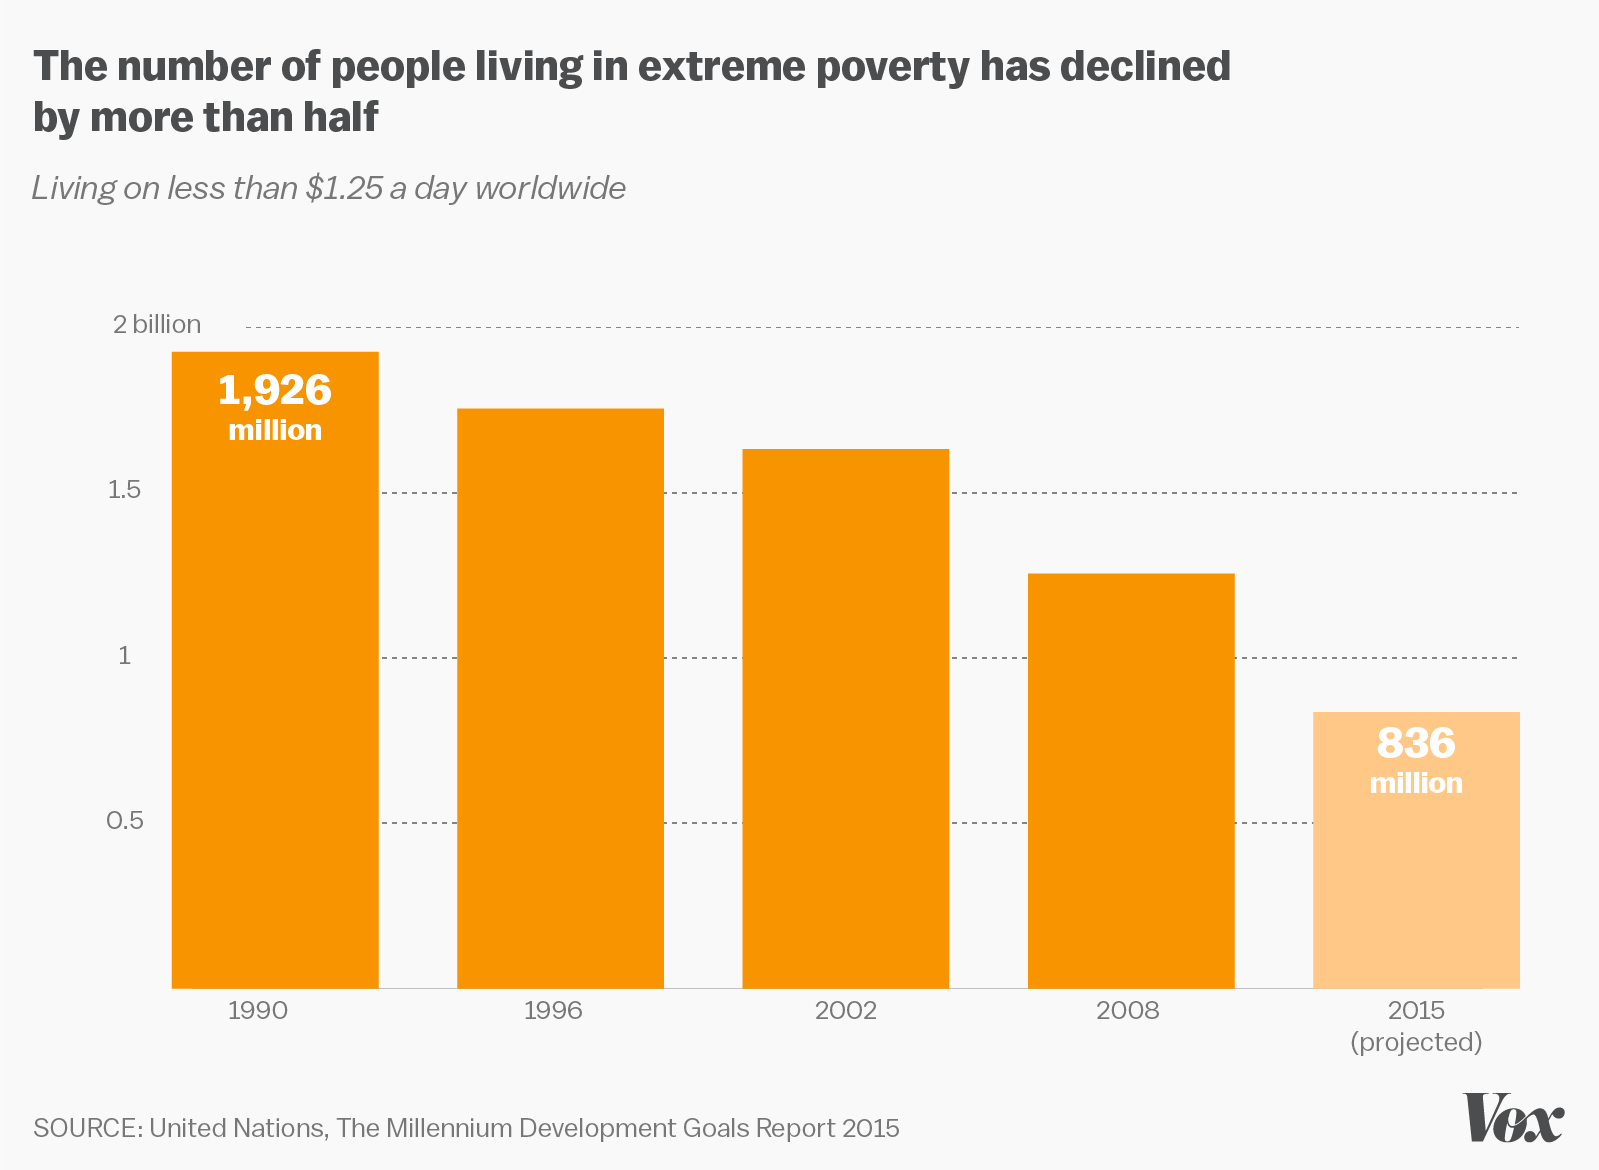 The number of people living in extreme poverty has declined
by more than half
Living on less than $1.25 a day worldwide
2 billion
1,926
million
1.5
1
836
million
0.5
1990
1996
2002
2008
2015
(projected)
SOURCE: United Nations, The Millennium Development Goals Report 2015
Vox